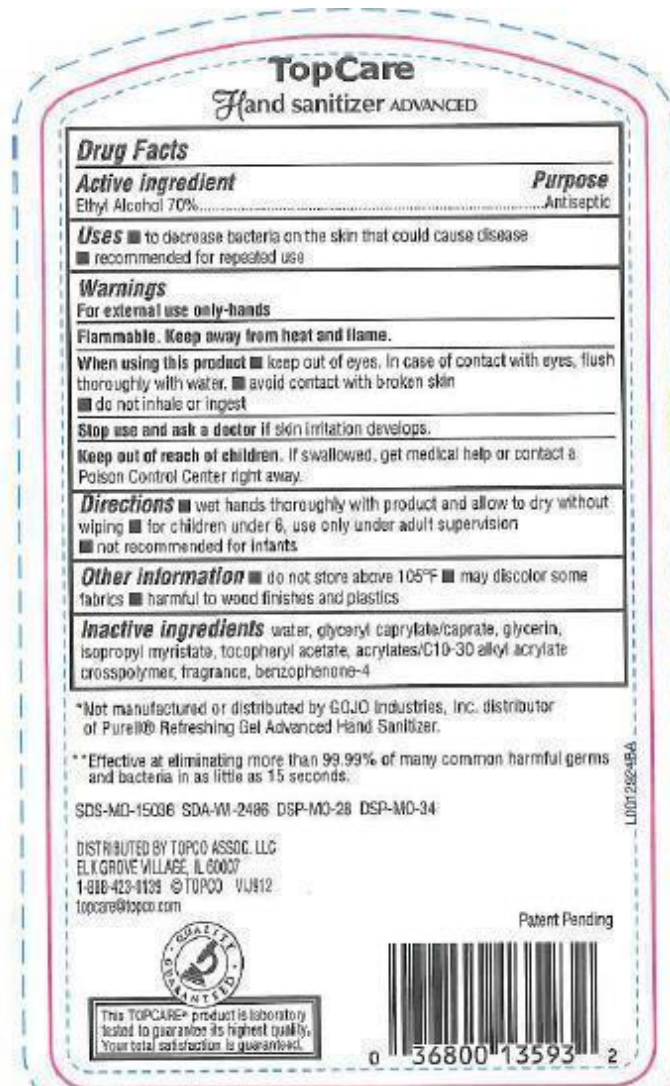 TopCare
Hand sanitizer ADVANCED
Drug Facts
Active ingredient Purpose
Ethyl Alcohol 70%......................................................................Antiseptic
Uses ■ to decrease bacteria on the skin that could cause disease
■ recommended for repeated use
Warnings
For external use only-hands
Flammable. Keep away from heat and flame.
When using this product ■ keep out of eyes. In case of contact with eyes, flush
thoroughly with water. ■ avoid contact with broken skin
■ do not inhale or ingest
Stop use and ask a doctor if skin irritation develops.
Keep out of reach of children. If swallowed, get medical help or contact a
Poison Control Center right away.
Directions ■ wet hands thoroughly with product and allow to dry without
wiping ■ for children under 6, use only under adult supervision
■ not recommended for infants
Other information ■ do not store above 105°F ■ may discolor some
fabrics ■ harmful to wood finishes and plastics
Inactive ingredients water, glyceryl caprylate/caprate, glycerin,
isopropyl myristate, tocopheryl acetate, acrylates/C10-30 alkyl acrylate
crosspolymer, fragrance, benzophenone-4
*Not manufactured or distributed by GOJO Industries, Inc. distributor
of Purell® Refreshing Gel Advanced Hand Sanitizer.
**Effective at eliminating more than 99.99% of many common harmful germs
and bacteria in as little as 15 seconds.
SDS-MO-15036 SDA-WI-2486 DSP-MO-28 DSP-MO-34
DISTRIBUTED BY TOPCO ASSOC. LLC
ELK GROVE VILLAGE, IL 60007
1-888-423-0139 © TOPCO VIJ912
topcare@topco.com
L0012924BA
Patent Pending
QUALITY
GUARANTEED
This TOPCARE® product is laboratory
tested to guarantee its highest quality.
Your total satisfaction is guaranteed.
0 36800 13593 2